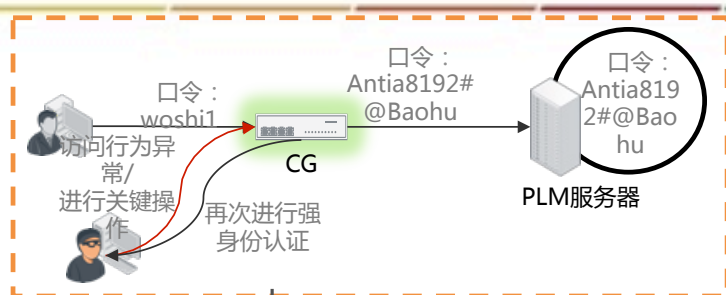 口令：
woshi1
访问行为异
常/
进行关键操
作
CG
再次进行强
身份认证
口令：
Antia8192#
@Baohu
口令：
Antia819
2#@Bao
hu
PLM服务器